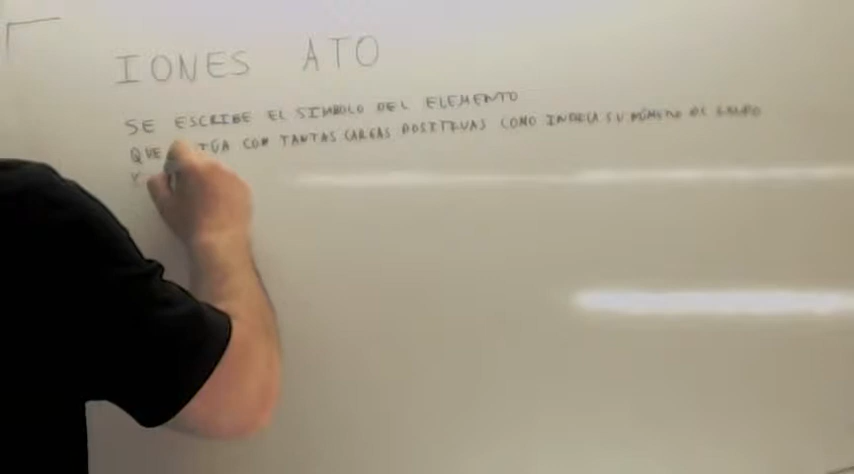 IONES ATO
SE ESCRIBE EL SIMBOLO DEL ELEMENTO
QUE CON TANTAS CARGAS POSITIVAS COMO INDICA SU NÚMERO DE GRUPO
Y